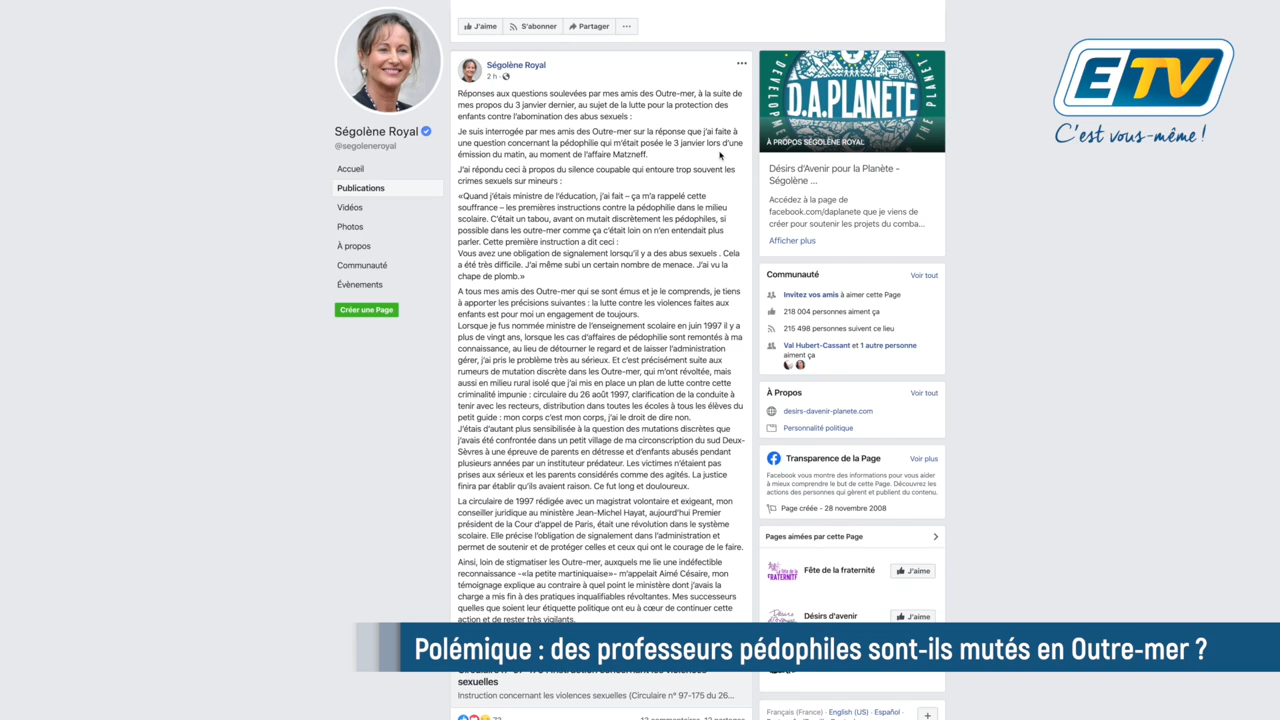 J'aime
S'abonner
Partager
Ségolène Royal
@segoleneroyal
Accueil
Publications
Vidéos
Photos
À propos
Communauté
Évènements
Créer une Page
Ségolène Royal
2 h ·
Réponses aux questions soulevées par mes amis des Outre-mer, à la suite de
mes propos du 3 janvier dernier, au sujet de la lutte pour la protection des
enfants contre l'abomination des abus sexuels :
Je suis interrogée par mes amis des Outre-mer sur la réponse que j'ai faite à
une question concernant la pédophilie qui m'était posée le 3 janvier lors d'une
émission du matin, au moment de l'affaire Matzneff.
J'ai répondu ceci à propos du silence coupable qui entoure trop souvent les
crimes sexuels sur mineurs :
«Quand j'étais ministre de l'éducation, j'ai fait – ça m'a rappelé cette
souffrance – les premières instructions contre la pédophilie dans le milieu
scolaire. C'était un tabou, avant on mutait discrètement les pédophiles, si
possible dans les outre-mer comme ça c'était loin on n'en entendait plus
parler. Cette première instruction a dit ceci :
Vous avez une obligation de signalement lorsqu'il y a des abus sexuels . Cela
a été très difficile. J'ai même subi un certain nombre de menace. J'ai vu la
chape de plomb.»
A tous mes amis des Outre-mer qui se sont émus et je le comprends, je tiens
à apporter les précisions suivantes : la lutte contre les violences faites aux
enfants est pour moi un engagement de toujours.
Lorsque je fus nommée ministre de l'enseignement scolaire en juin 1997 il y a
plus de vingt ans, lorsque les cas d'affaires de pédophilie sont remontés à ma
connaissance, au lieu de détourner le regard et de laisser l'administration
gérer, j'ai pris le problème très au sérieux. Et c'est précisément suite aux
rumeurs de mutation discrète dans les Outre-mer, qui m'ont révoltée, mais
aussi en milieu rural isolé que j'ai mis en place un plan de lutte contre cette
criminalité impunie : circulaire du 26 août 1997, clarification de la conduite à
tenir avec les recteurs, distribution dans toutes les écoles à tous les élèves du
petit guide : mon corps c'est mon corps, j'ai le droit de dire non.
J'étais d'autant plus sensibilisée à la question des mutations discrètes que
j'avais été confrontée dans un petit village de ma circonscription du sud Deux-
Sèvres à une épreuve de parents en détresse et d'enfants abusés pendant
plusieurs années par un instituteur prédateur. Les victimes n'étaient pas
prises aux sérieux et les parents considérés comme des agités. La justice
finira par établir qu'ils avaient raison. Ce fut long et douloureux.
La circulaire de 1997 rédigée avec un magistrat volontaire et exigeant, mon
conseiller juridique au ministère Jean-Michel Hayat, aujourd'hui Premier
président de la Cour d'appel de Paris, était une révolution dans le système
scolaire. Elle précise l'obligation de signalement dans l'administration et
permet de soutenir et de protéger celles et ceux qui ont le courage de le faire.
Ainsi, loin de stigmatiser les Outre-mer, auxquels me lie une indéfectible
reconnaissance -«la petite martiniquaise»- m'appelait Aimé Césaire, mon
témoignage explique au contraire à quel point le ministère dont j'avais la
charge a mis fin à des pratiques inqualifiables révoltantes. Mes successeurs
quelles que soient leur étiquette politique ont eu à cœur de continuer cette
action et de rester très vigilants.
sexuelles
Instruction concernant les violences sexuelles (Circulaire n° 97-175 du 26...
DEVELOPME
D.A.PLANETE
THE PLANET
À PROPOS SÉGOLÈNE ROYAL
Désirs d'Avenir pour la Planète -
Ségolène ...
Accédez à la page de
facebook.com/daplanete que je viens de
créer pour soutenir les projets du comba...
Afficher plus
Communauté
Voir tout
Invitez vos amis à aimer cette Page
218 004 personnes aiment ça
215 498 personnes suivent ce lieu
Val Hubert-Cassant et 1 autre personne
aiment ça
À Propos
Voir tout
desirs-davenir-planete.com
Personnalité politique
Transparence de la Page
Voir plus
Facebook vous montre des informations pour vous aider
à mieux comprendre le but de cette Page. Découvrez les
actions des personnes qui gèrent et publient du contenu.
Page créée - 28 novembre 2008
Pages aimées par cette Page
Fête de la fraternité
J'aime
Désirs d'avenir
J'aime
Français (France) · English (US) · Español ·
ETV
C'est vous-même !
Polémique : des professeurs pédophiles sont-ils mutés en Outre-mer ?